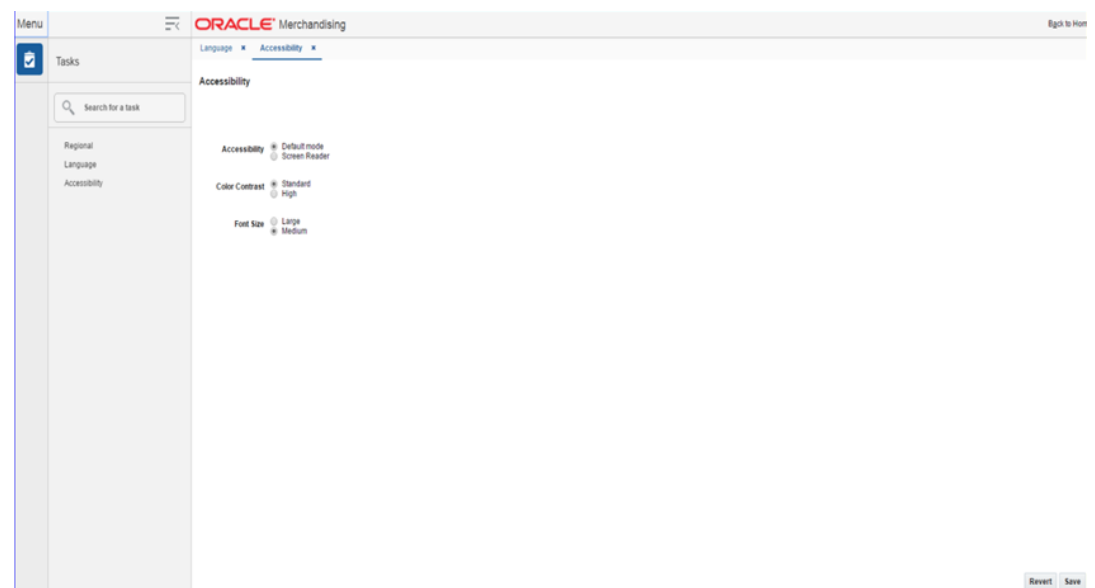 Menu
ORACLE® Merchandising
Back to Hom
Tasks
Language × Accessibility ×
Accessibility
Search for a task
Regional
Language
Accessibility
Accessibility Default mode
Screen Reader
Color Contrast Standard
High
Font Size Large
Medium
Revert Save